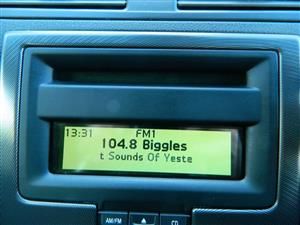 13:31 FM1
104.8 Biggles
t Sounds Of Yeste
AM/FM CD